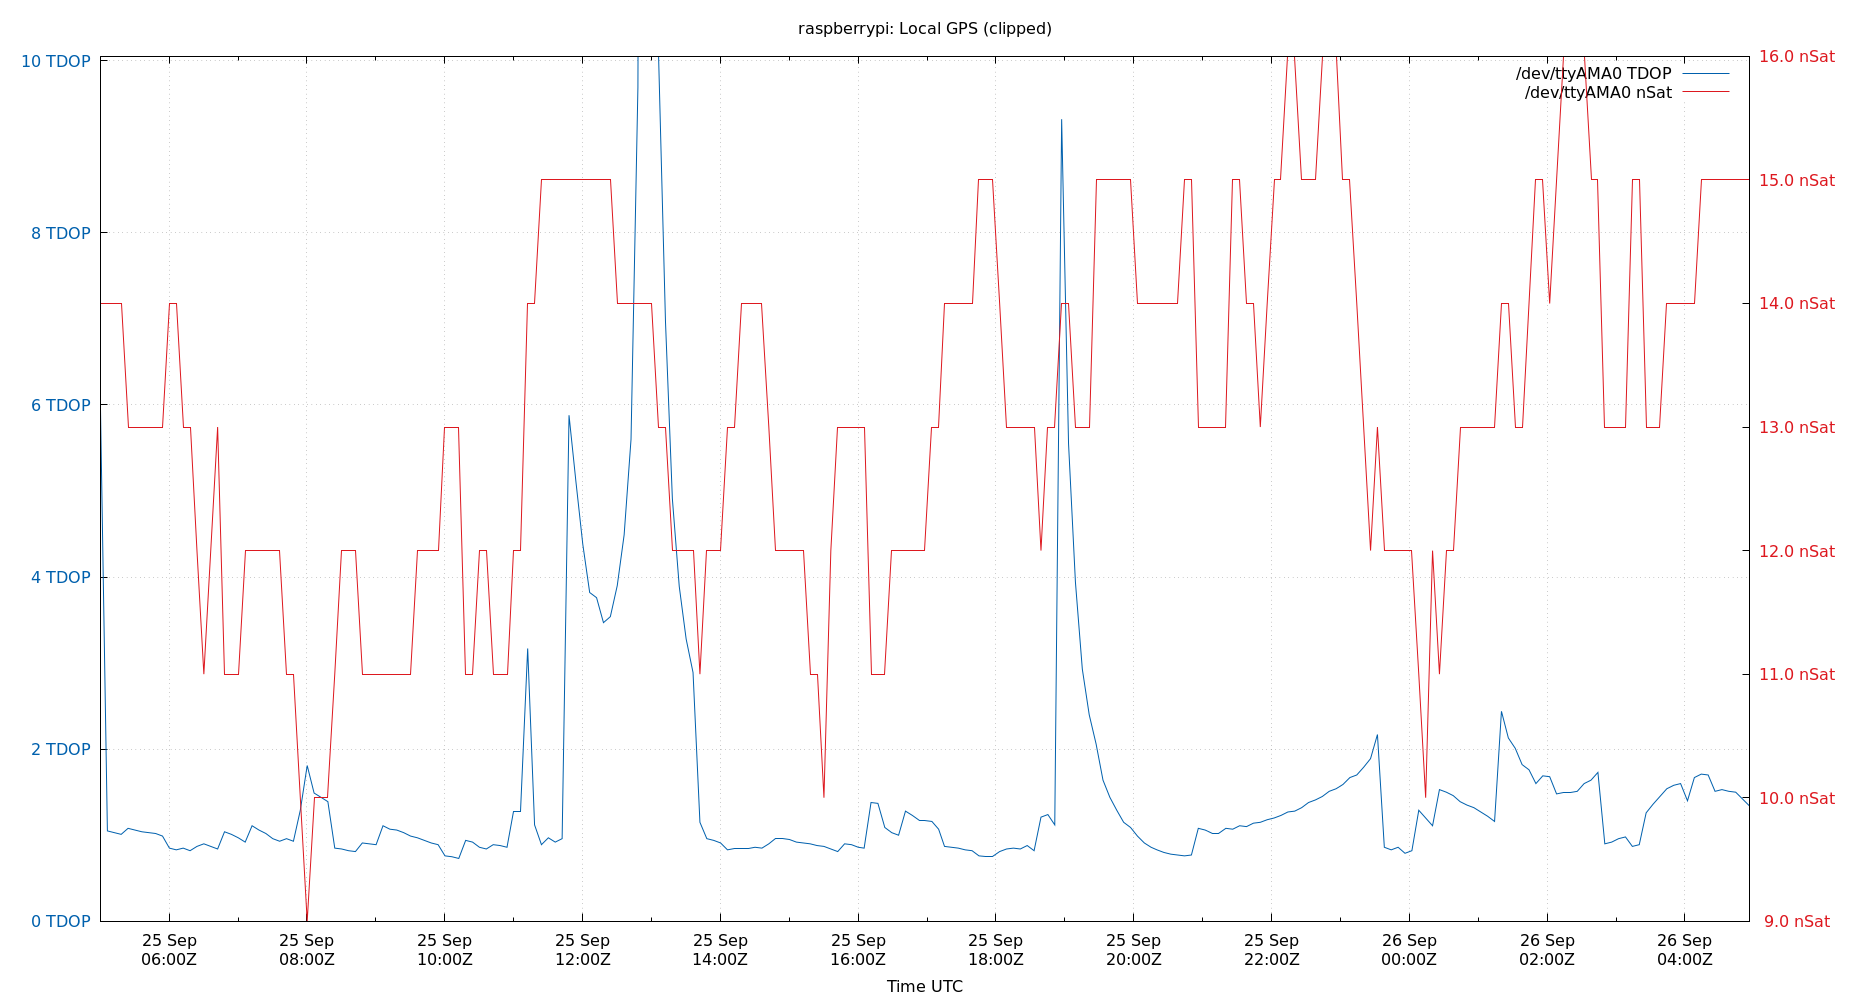 raspberrypi: Local GPS (clipped)
10 TDOP
8 TDOP
6 TDOP
4 TDOP
2 TDOP
0 TDOP
16.0 nSat
15.0 nSat
14.0 nSat
13.0 nSat
12.0 nSat
11.0 nSat
10.0 nSat
9.0 nSat
/dev/ttyAMA0 TDOP
/dev/ttyAMA0 nSat
25 Sep 25 Sep 25 Sep 25 Sep 25 Sep 25 Sep 25 Sep 25 Sep 25 Sep 26 Sep 26 Sep 26 Sep
06:00Z 08:00Z 10:00Z 12:00Z 14:00Z 16:00Z 18:00Z 20:00Z 22:00Z 00:00Z 02:00Z 04:00Z
Time UTC